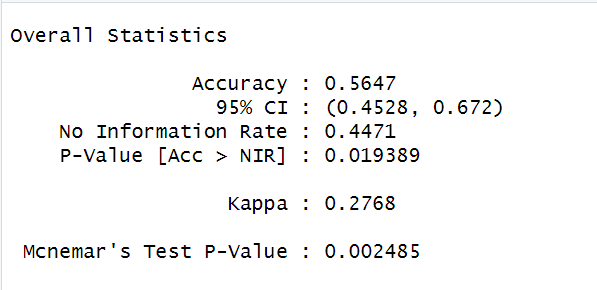 Overall Statistics
Accuracy : 0.5647
95% CI : (0.4528, 0.672)
No Information Rate : 0.4471
P-Value [Acc > NIR] : 0.019389
Kappa : 0.2768
Mcnemar's Test P-Value : 0.002485